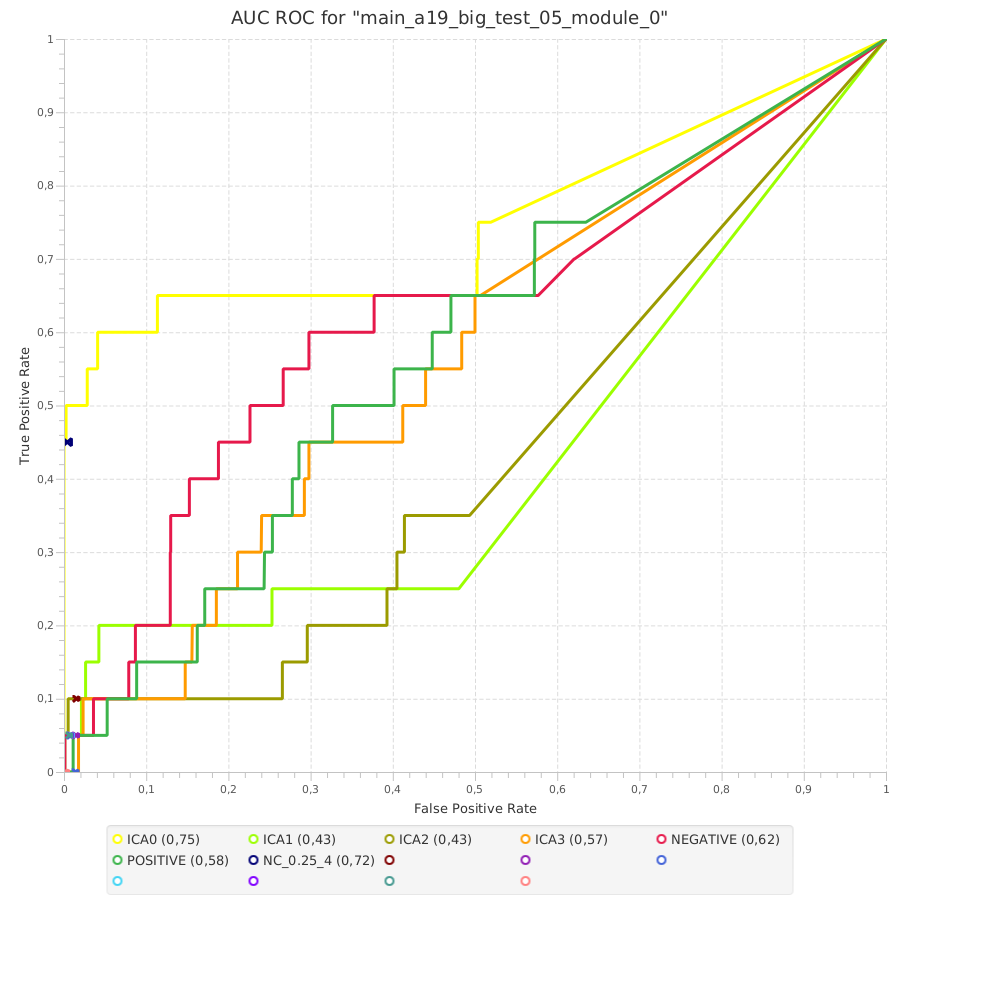 AUC ROC for "main_a19_big_test_05_module_0"
1
0,9
0,8
0,7
0,6
0,5
0,4
0,3
0,2
0,1
0
True Positive Rate
0 0,1 0,2 0,3 0,4 0,5 0,6 0,7 0,8 0,9 1
False Positive Rate
ICA0 (0,75) ICA1 (0,43) ICA2 (0,43) ICA3 (0,57) NEGATIVE (0,62)
POSITIVE (0,58) NC_0.25_4 (0,72)